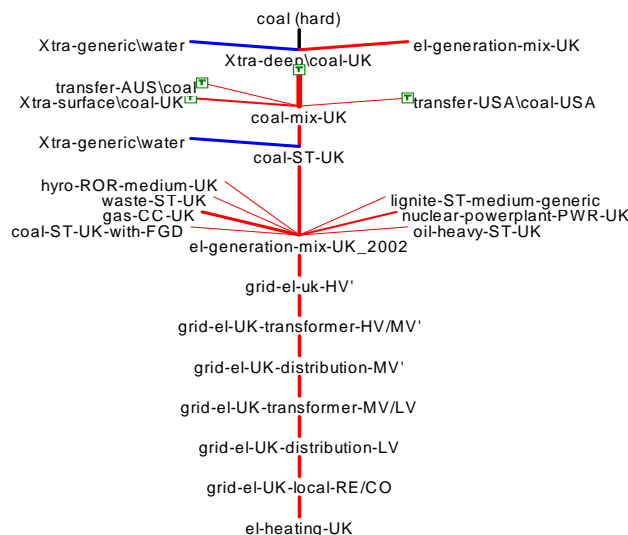 coal (hard)
Xtra-generic\water
el-generation-mix-UK
Xtra-deep\coal-UK
T
transfer-AUS\coal
T
Xtra-surface\coal-UK
T
T
transfer-USA\coal-USA
coal-mix-UK
Xtra-generic\water
coal-ST-UK
hyro-ROR-medium-UK
waste-ST-UK
lignite-ST-medium-generic
gas-CC-UK
nuclear-powerplant-PWR-UK
coal-ST-UK-with-FGD
oil-heavy-ST-UK
el-generation-mix-UK_2002
grid-el-uk-HV'
grid-el-UK-transformer-HV/MV'
grid-el-UK-distribution-MV'
grid-el-UK-transformer-MV/LV
grid-el-UK-distribution-LV
grid-el-UK-local-RE/CO
el-heating-UK